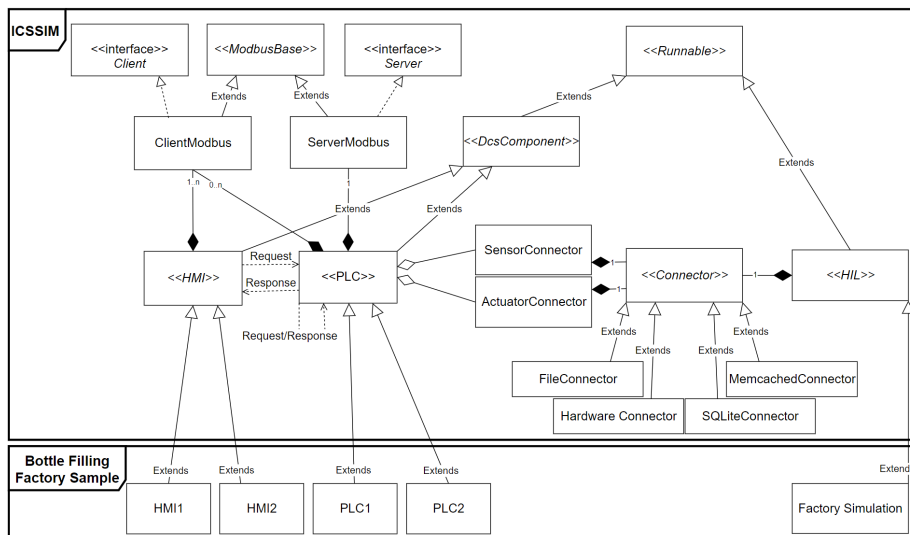 ICSSIM
<<interface>>
Client
<<ModbusBase>>
<<interface>>
Server
<<Runnable>>
Extends
Extends
Extends
ClientModbus
ServerModbus
<<DcsComponent>>
Extends
1..n
0..n
1
Extends
Extends
<<HMI>>
Request
Response
<<PLC>>
Request/Response
SensorConnector
ActuatorConnector
1
1
<<Connector>>
1
<<HIL>>
Extends
Extends
Extends
Extends
FileConnector
MemcachedConnector
Hardware Connector
SQLiteConnector
Bottle Filling
Factory Sample
Extends
Extends
Extends
Extends
Extend
HMI1
HMI2
PLC1
PLC2
Factory Simulation